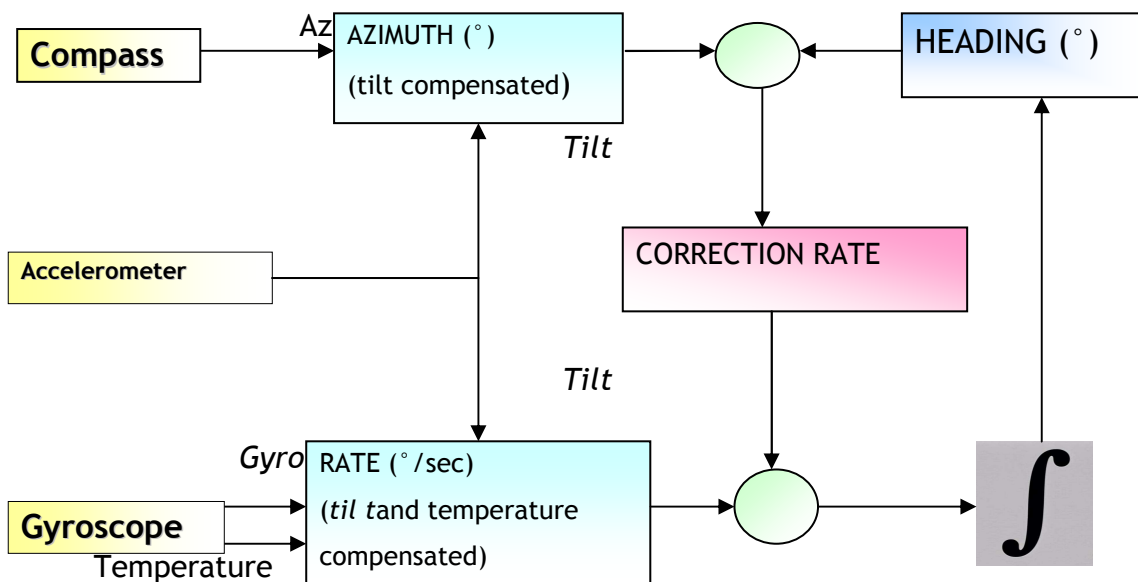 Az
Compass
AZIMUTH (°)
(tilt compensated)
HEADING (°)
Tilt
Accelerometer
CORRECTION RATE
Tilt
Gyro
RATE (°/sec)
(til tand temperature
compensated)
Gyroscope
Temperature
∫